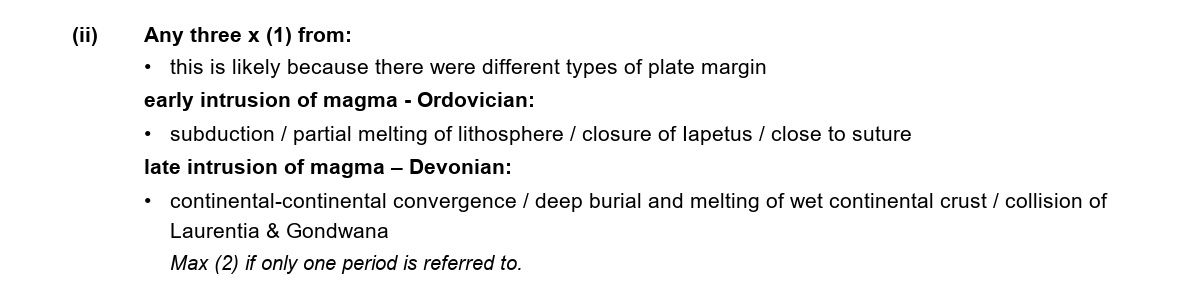 (ii) Any three x (1) from:
• this is likely because there were different types of plate margin
early intrusion of magma - Ordovician:
• subduction / partial melting of lithosphere / closure of Iapetus / close to suture
late intrusion of magma – Devonian:
• continental-continental convergence / deep burial and melting of wet continental crust / collision of
Laurentia & Gondwana
Max (2) if only one period is referred to.